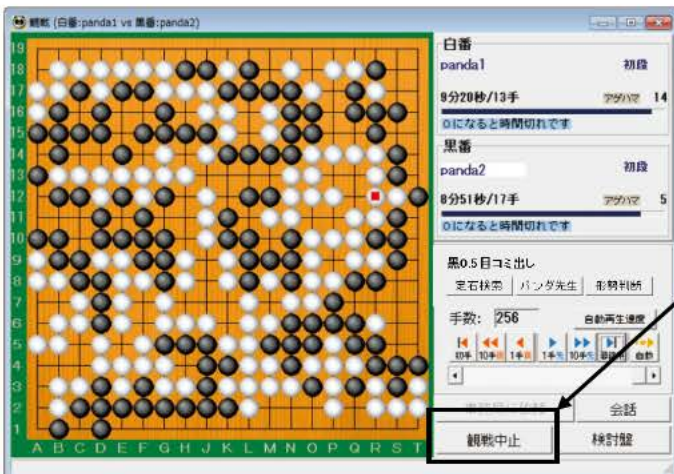 観戦 (白番:panda1 vs 黒番:panda2)
19
18
17
16
15
14
13
12
11
10
9
8
7
6
5
4
3
2
1
A B C D E F G H J K L M N O P Q R S T
白番
panda1 初段
9分20秒/13手 アゲハマ 14
0になると時間切れです
黒番
panda2 初段
8分51秒/17手 アゲハマ 5
0になると時間切れです
黒0.5目コミ出し
定石検索 パンダ先生 形勢判断
手数: 256 自動再生速度
初手 10手戻 1手戻 1手先 10手先 最終手 自動
会話
観戦中止 検討盤